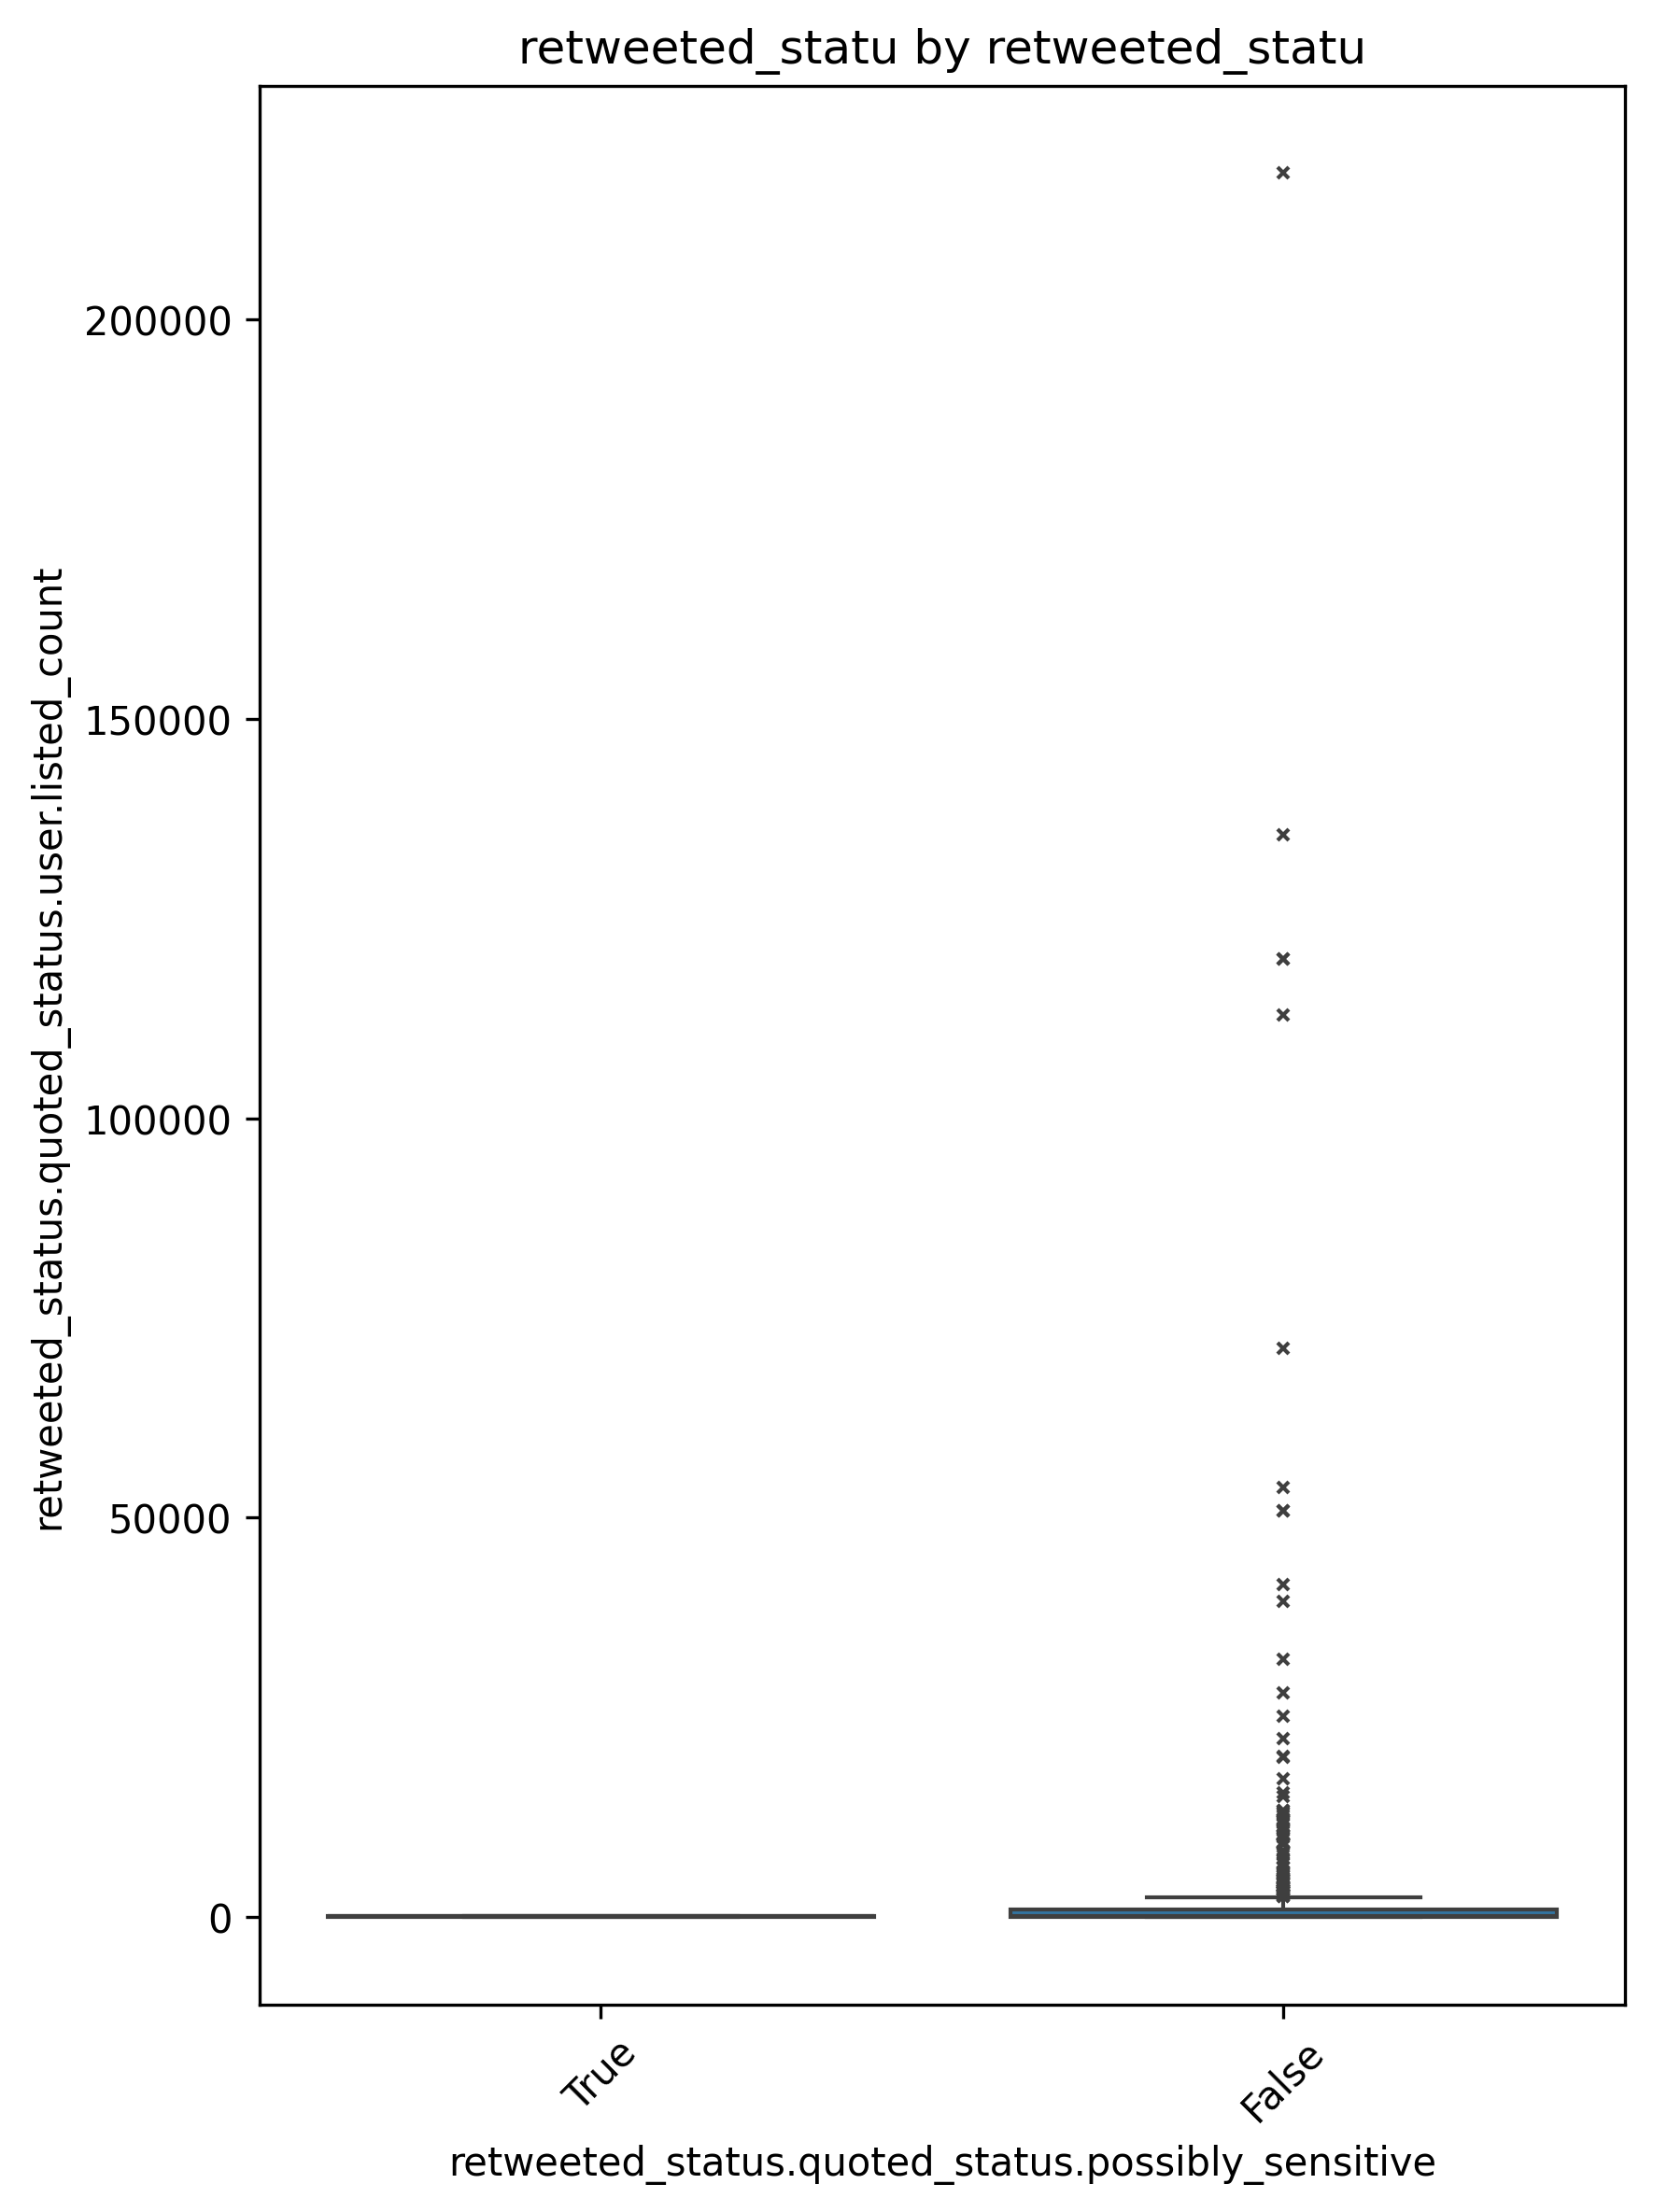 retweeted_statu by retweeted_statu
retweeted_status.quoted_status.user.listed_count
200000
150000
100000
50000
0
True
False
retweeted_status.quoted_status.possibly_sensitive